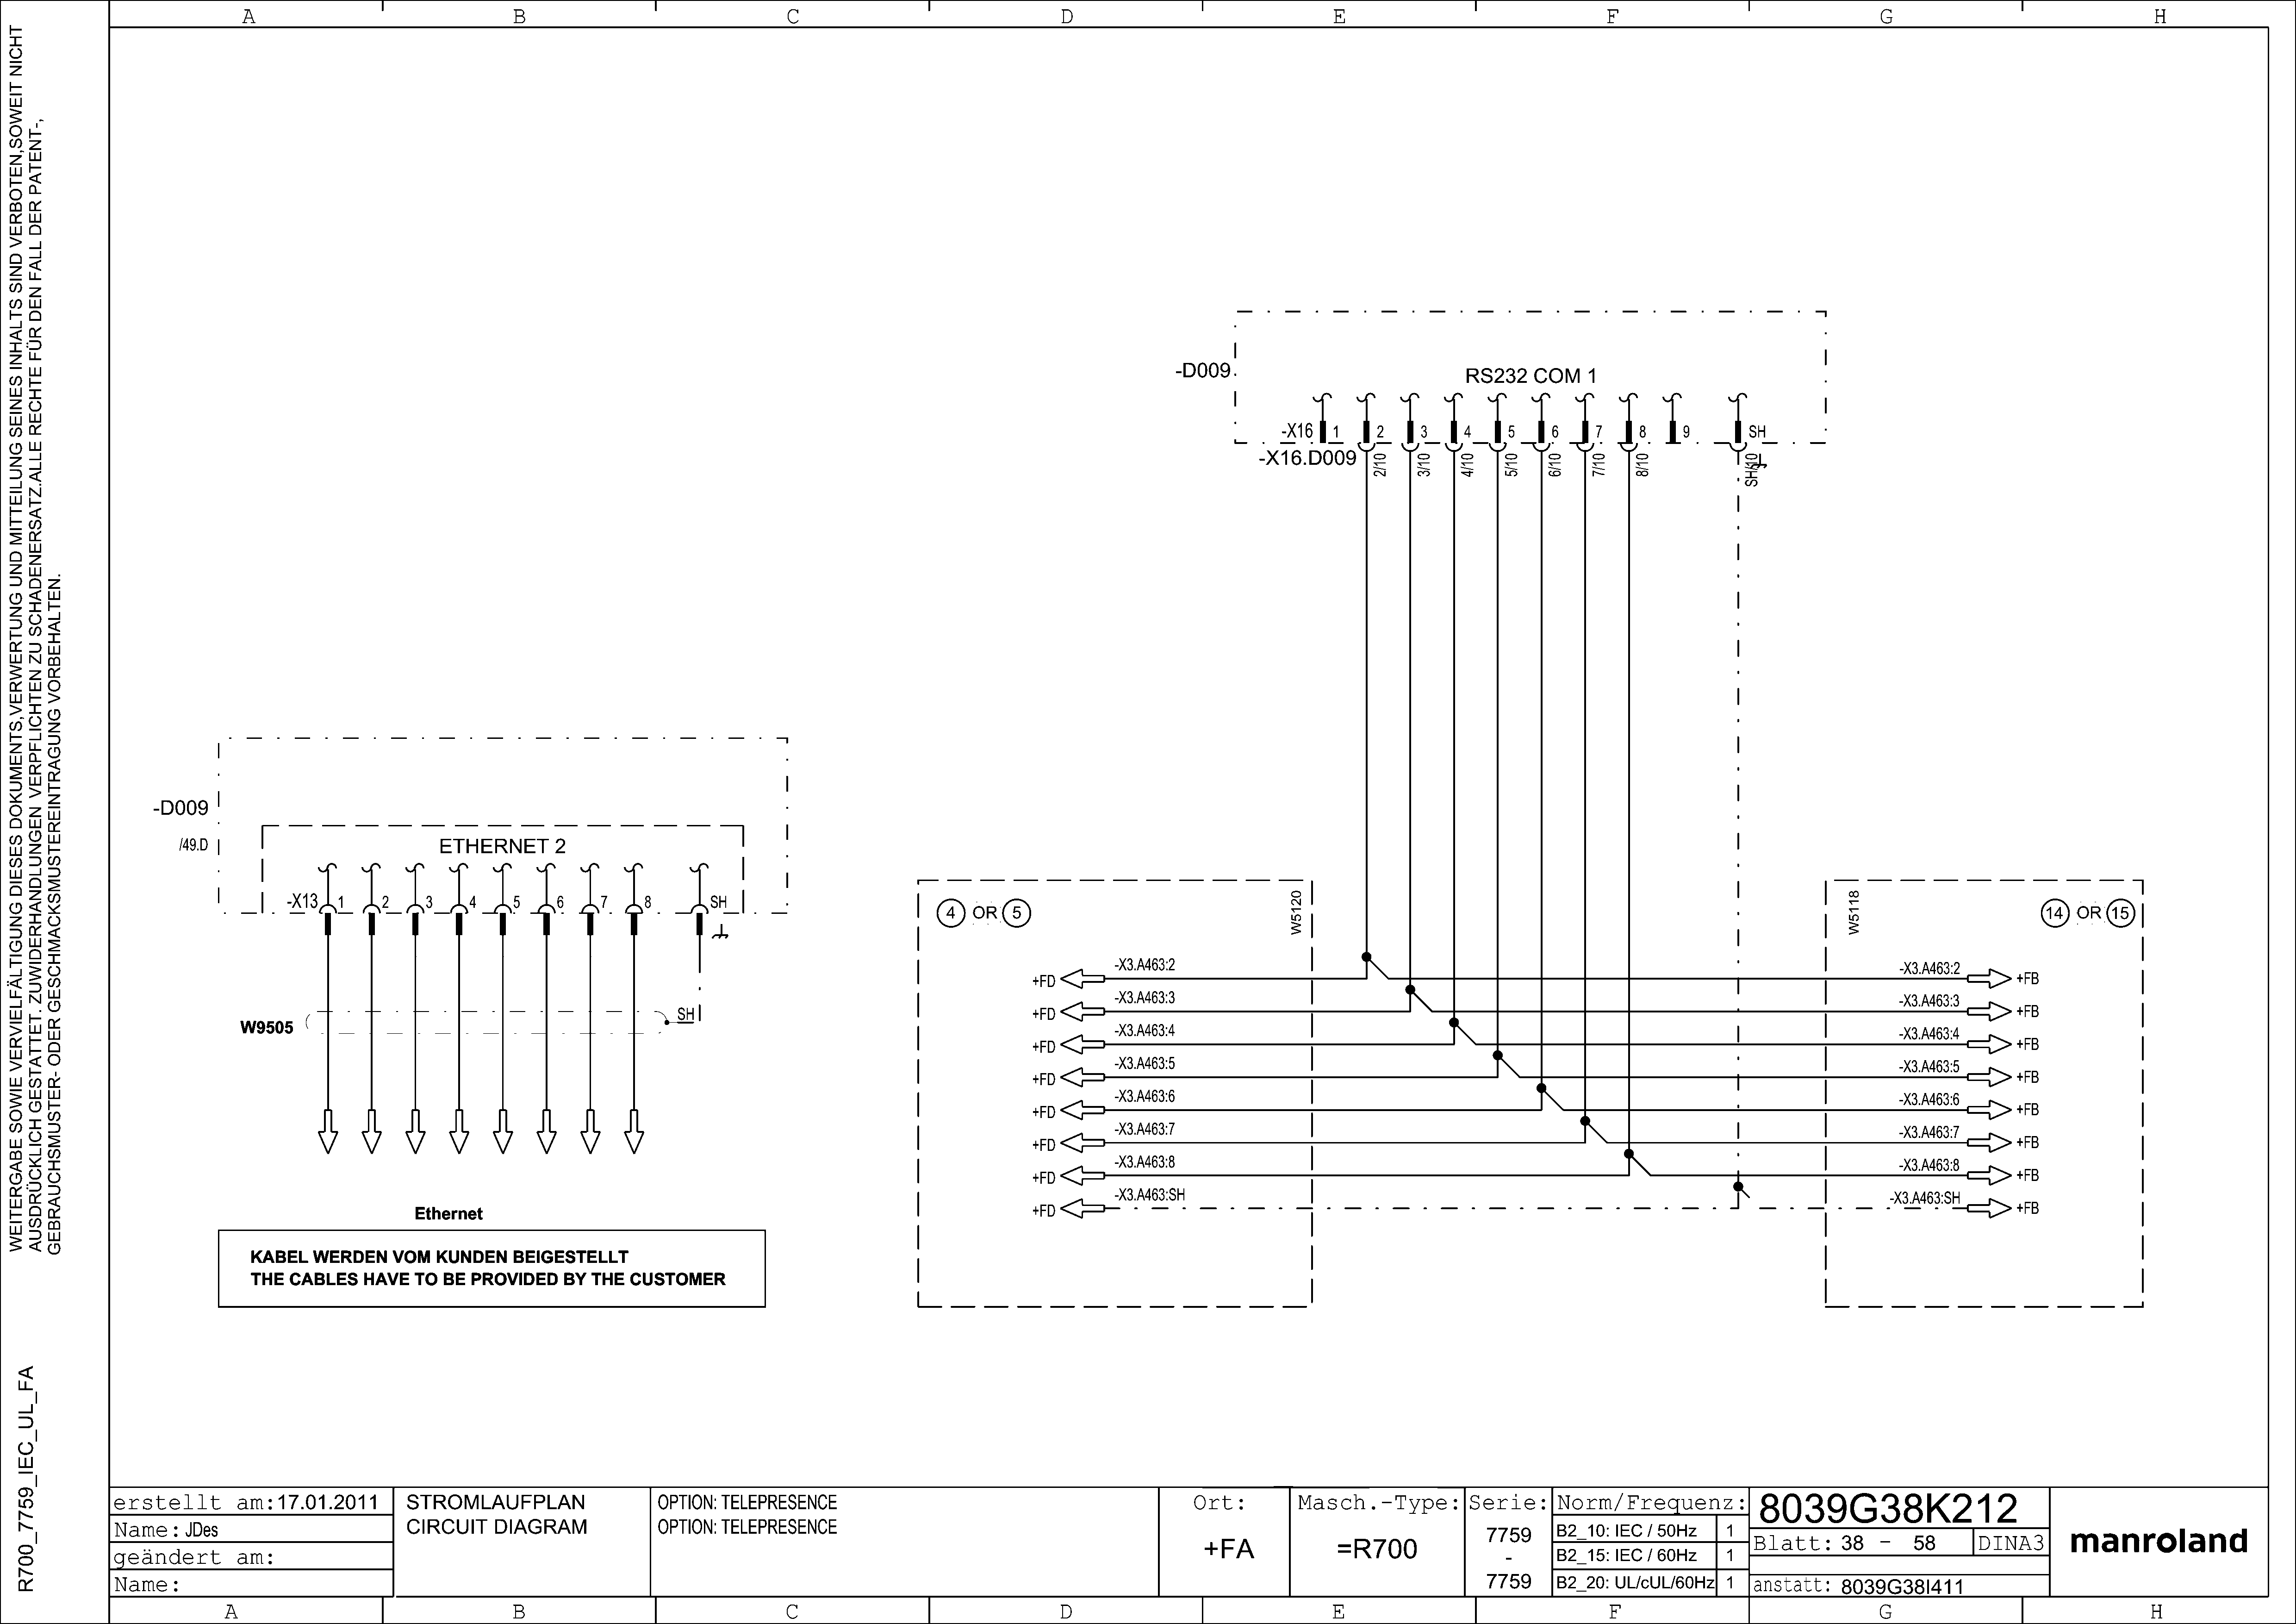 A B C D E F G H
WEITERGABE SOWIE VERVIELFÄLTIGUNG DIESES DOKUMENTS,VERWERTUNG UND MITTEILUNG SEINES INHALTS SIND VERBOTEN,SOWEIT NICHT
AUSDRÜCKLICH GESTATTET. ZUWIDERHANDLUNGEN VERPFLICHTEN ZU SCHADENERSATZ.ALLE RECHTE FÜR DEN FALL DER PATENT-,
GEBRAUCHSMUSTER- ODER GESCHMACKSMUSTEREINTRAGUNG VORBEHALTEN.
R700_7759_IEC_UL_FA
-D009
RS232 COM 1
-X16 1 2 3 4 5 6 7 8 9 SH
-X16.D009 2/10 3/10 4/10 5/10 6/10 7/10 8/10 SH/10
-D009
/49.D
ETHERNET 2
-X13 1 2 3 4 5 6 7 8 SH
SH
W9505
Ethernet
KABEL WERDEN VOM KUNDEN BEIGESTELLT
THE CABLES HAVE TO BE PROVIDED BY THE CUSTOMER
4 OR 5
W5120
+FD -X3.A463:2
+FD -X3.A463:3
+FD -X3.A463:4
+FD -X3.A463:5
+FD -X3.A463:6
+FD -X3.A463:7
+FD -X3.A463:8
+FD -X3.A463:SH
W5118
14 OR 15
-X3.A463:2 +FB
-X3.A463:3 +FB
-X3.A463:4 +FB
-X3.A463:5 +FB
-X3.A463:6 +FB
-X3.A463:7 +FB
-X3.A463:8 +FB
-X3.A463:SH +FB
erstellt am:17.01.2011
Name: JDes
geändert am:
Name:
STROMLAUFPLAN
CIRCUIT DIAGRAM
OPTION: TELEPRESENCE
OPTION: TELEPRESENCE
Ort:
+FA
Masch.-Type:
=R700
Serie:
7759
-
7759
Norm/Frequenz:
B2_10: IEC / 50Hz 1
B2_15: IEC / 60Hz 1
B2_20: UL/cUL/60Hz 1
8039G38K212
Blatt: 38 - 58 DINA3
anstatt: 8039G38I411
manroland
A B C D E F G H